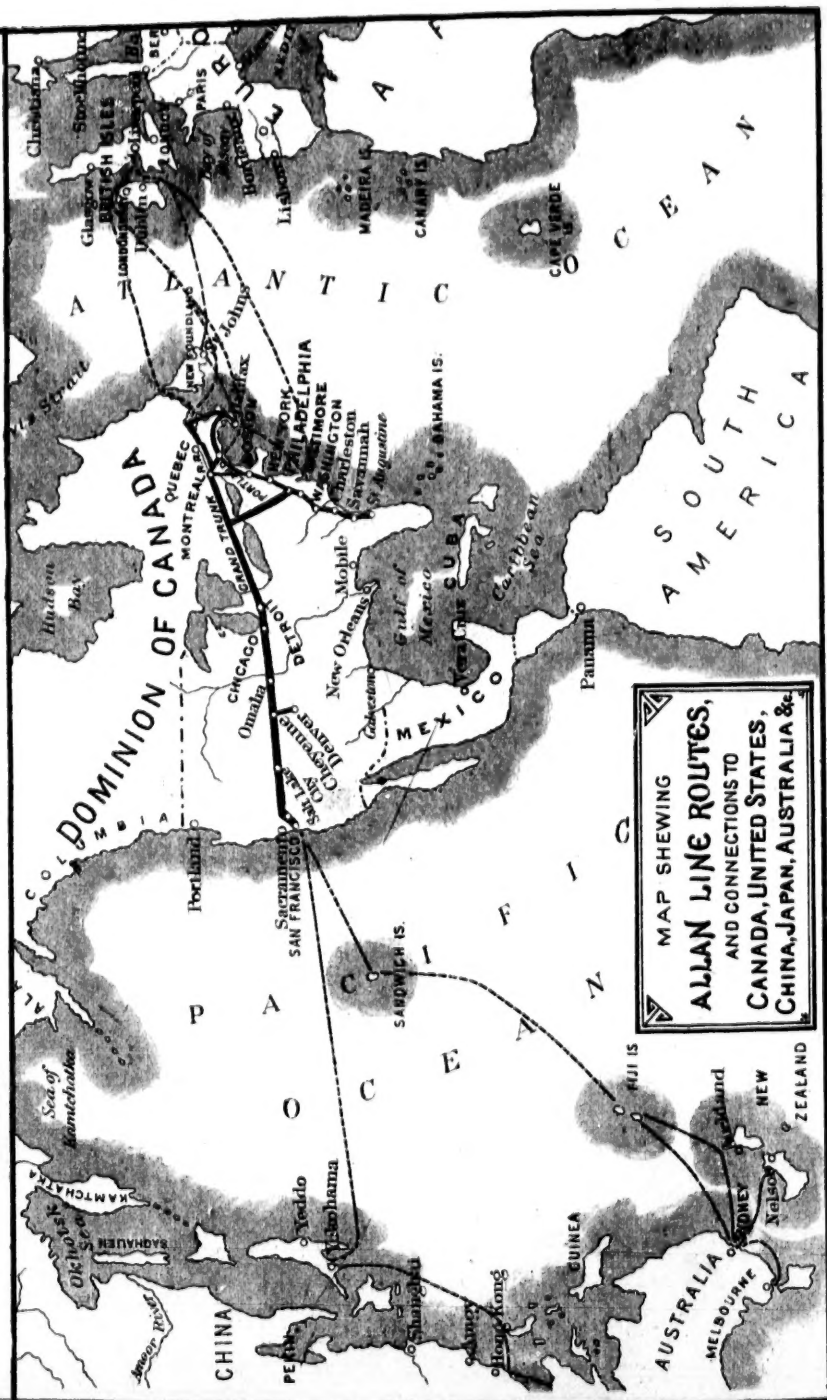 MAP SHEWING
ALLAN LINE ROUTES,
AND CONNECTIONS TO
CANADA, UNITED STATES,
CHINA, JAPAN, AUSTRALIA &c.
Okhotsk
Sea
KAMTCHATKA
Sea of
Kamtchatka
SAGHALIEN
Amoor River
CHINA
PEKIN
Yeddo
Yokohama
Shanghai
Amoy
Hong Kong
GUINEA
AUSTRALIA
MELBOURNE
SYDNEY
Nelson
NEW
ZEALAND
FIJI IS
SANDWICH IS.
PACIFIC
OCEAN
COLUMBIA
Portland
Sacramento
SAN FRANCISCO
Salt Lake
City
Cheyenne
Denver
Omaha
CHICAGO
DETROIT
GRAND TRUNK
DOMINION OF CANADA
Hudson
Bay
QUEBEC
MONTREAL
NEWFOUNDLAND
St Johns
Halifax
BOSTON
NEW YORK
PHILADELPHIA
BALTIMORE
WASHINGTON
Charleston
Savannah
St Augustine
Mobile
New Orleans
Galveston
Gulf of
Mexico
MEXICO
Vera Cruz
CUBA
BAHAMA IS.
Caribbean
Sea
Panama
SOUTH
AMERICA
ATLANTIC
OCEAN
Christiana
Stockholm
Glasgow
BRITISH ISLES
Dublin
London
PARIS
Bay of
Biscay
Bordeaux
Lisbon
MADEIRA IS.
CANARY IS.
CAPE VERDE
IS.